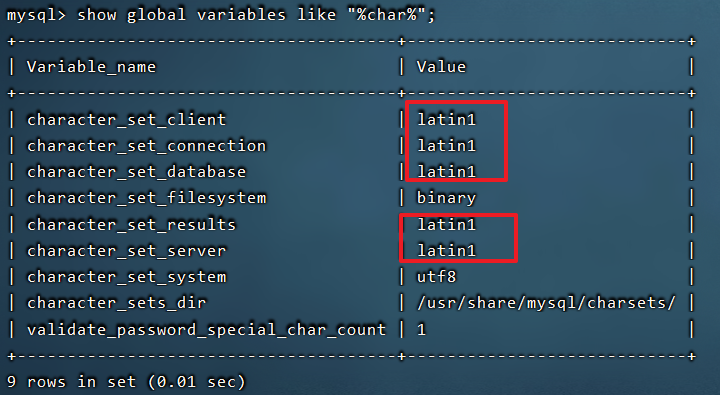 mysql> show global variables like "%char%";
+--------------------------------------+----------------------------+
| Variable_name                        | Value                      |
+--------------------------------------+----------------------------+
| character_set_client                 | latin1                     |
| character_set_connection             | latin1                     |
| character_set_database               | latin1                     |
| character_set_filesystem             | binary                     |
| character_set_results                | latin1                     |
| character_set_server                 | latin1                     |
| character_set_system                 | utf8                       |
| character_sets_dir                   | /usr/share/mysql/charsets/ |
| validate_password_special_char_count | 1                          |
+--------------------------------------+----------------------------+
9 rows in set (0.01 sec)